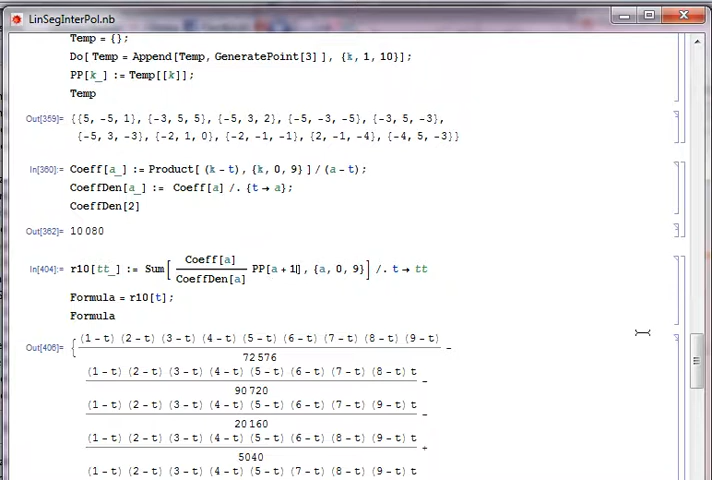 LinSegInterPol.nb
Temp = {};
Do[ Temp = Append[Temp, GeneratePoint[3] ], {k, 1, 10}];
PP[k_] := Temp[[k]];
Temp
Out[359]= {{5, -5, 1}, {-3, 5, 5}, {-5, 3, 2}, {-5, -3, -5}, {-3, 5, -3},
{-5, 3, -3}, {-2, 1, 0}, {-2, -1, -1}, {2, -1, -4}, {-4, 5, -3}}
In[360]:= Coeff[a_] := Product[ (k - t), {k, 0, 9} ] / (a - t);
CoeffDen[a_] := Coeff[a] /. {t → a};
CoeffDen[2]
Out[362]= 10 080
In[404]:= r10[tt_] := Sum[ Coeff[a] / CoeffDen[a] PP[a + 1], {a, 0, 9}] /. t → tt
Formula = r10[t];
Formula
Out[406]= { (1 - t) (2 - t) (3 - t) (4 - t) (5 - t) (6 - t) (7 - t) (8 - t) (9 - t) -
72 576
(1 - t) (2 - t) (3 - t) (4 - t) (5 - t) (6 - t) (7 - t) (8 - t) t -
90 720
(1 - t) (2 - t) (3 - t) (4 - t) (5 - t) (6 - t) (7 - t) (9 - t) t -
20 160
(1 - t) (2 - t) (3 - t) (4 - t) (5 - t) (6 - t) (8 - t) (9 - t) t +
5040
(1 - t) (2 - t) (3 - t) (4 - t) (5 - t) (7 - t) (8 - t) (9 - t) t